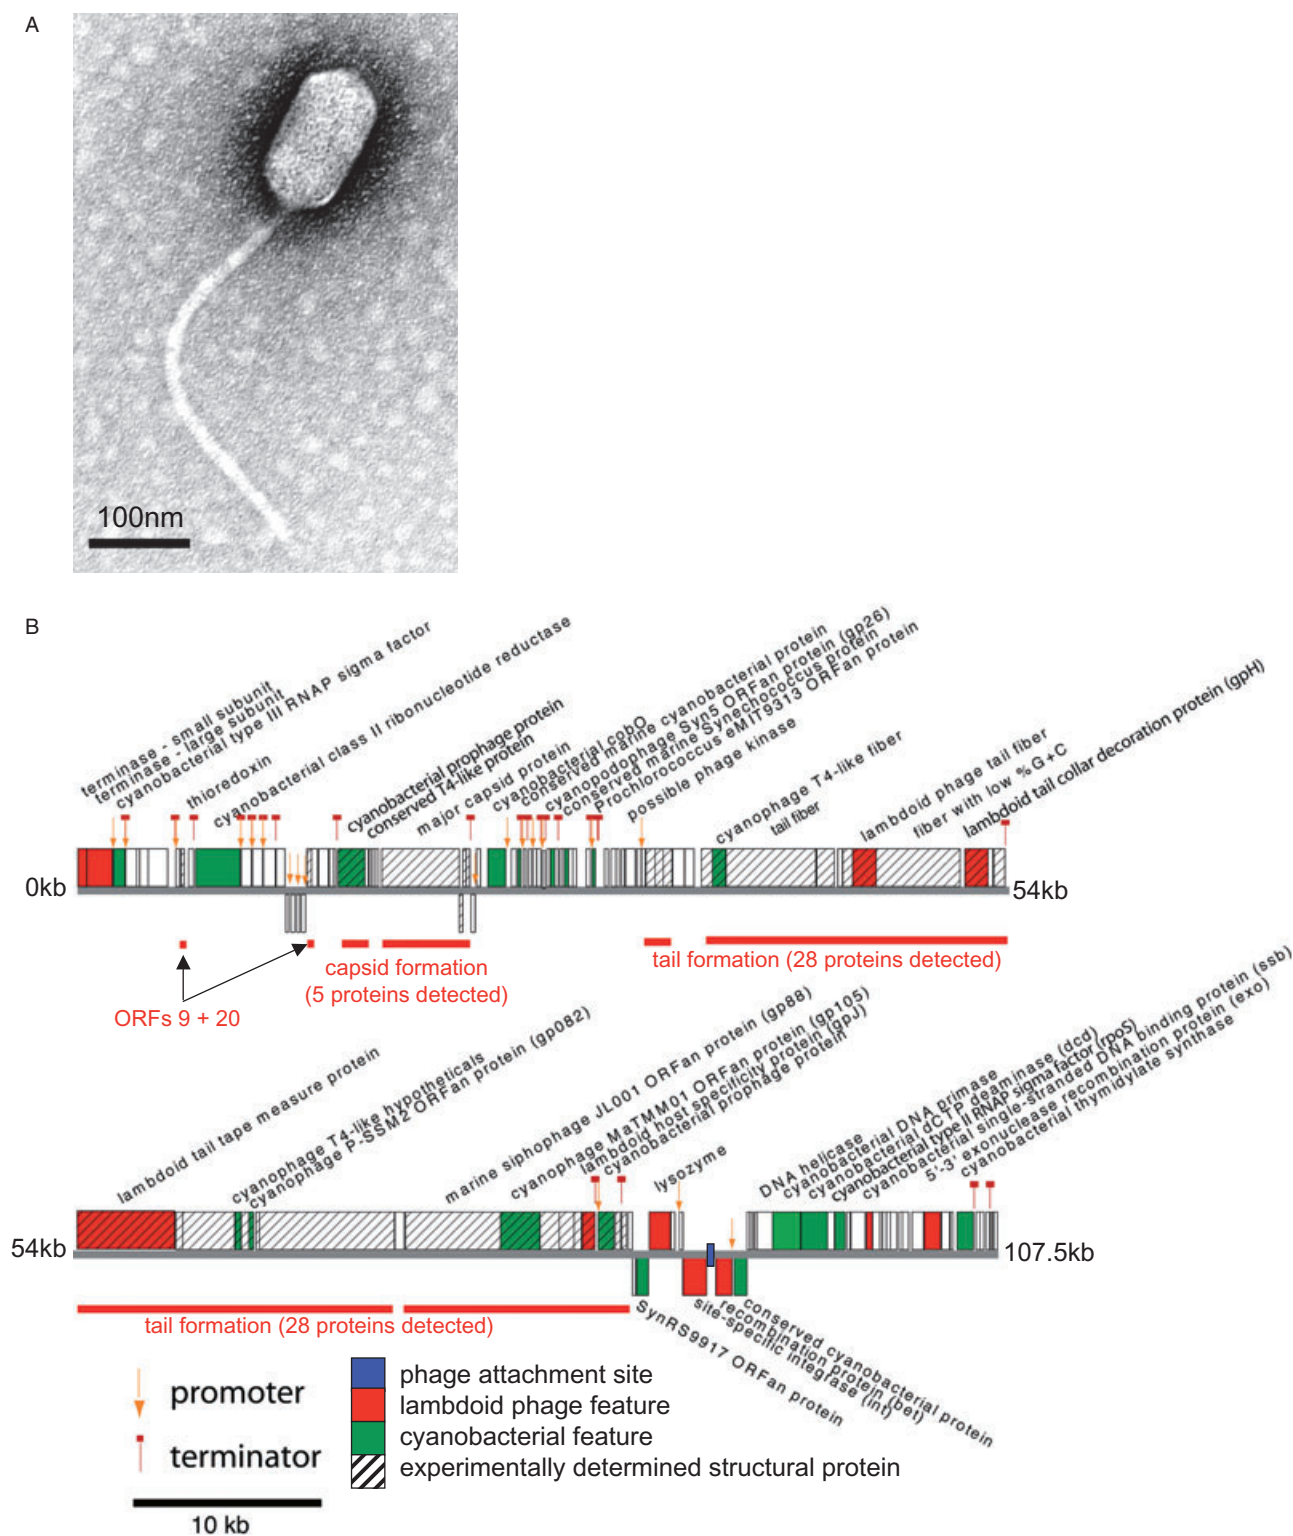 A
100nm
B
terminase - small subunit
terminase - large subunit
cyanobacterial type III RNAP sigma factor
thioredoxin
cyanobacterial class II ribonucleotide reductase
cyanobacterial prophage protein
conserved T4-like protein
major capsid protein
cyanobacterial cobO
conserved marine cyanobacterial protein
cyanopodophage Syn5 ORFan protein (gp26)
conserved marine Synechococcus protein
Prochlorococcus eMIT9313 ORFan protein
possible phage kinase
cyanophage T4-like fiber
tail fiber
lambdoid phage tail fiber
fiber with low %G+C
lambdoid tail collar decoration protein (gpH)
0kb
54kb
capsid formation
(5 proteins detected)
tail formation (28 proteins detected)
ORFs 9 + 20
lambdoid tail tape measure protein
cyanophage T4-like hypotheticals
cyanophage P-SSM2 ORFan protein (gp082)
marine siphophage JL001 ORFan protein (gp88)
cyanophage MaTMM01 ORFan protein (gp105)
lambdoid host specificity protein (gpJ)
cyanobacterial prophage protein
lysozyme
DNA helicase
cyanobacterial DNA primase
cyanobacterial dCTP deaminase (dcd)
cyanobacterial type II RNAP sigma factor (rpoS)
cyanobacterial single-stranded DNA binding protein (ssb)
5'-3' exonuclease recombination protein (exo)
cyanobacterial thymidylate synthase
54kb
107.5kb
tail formation (28 proteins detected)
SynRS9917 ORFan protein
site-specific integrase (int)
recombination protein (bet)
conserved cyanobacterial protein
promoter
terminator
10 kb
phage attachment site
lambdoid phage feature
cyanobacterial feature
experimentally determined structural protein